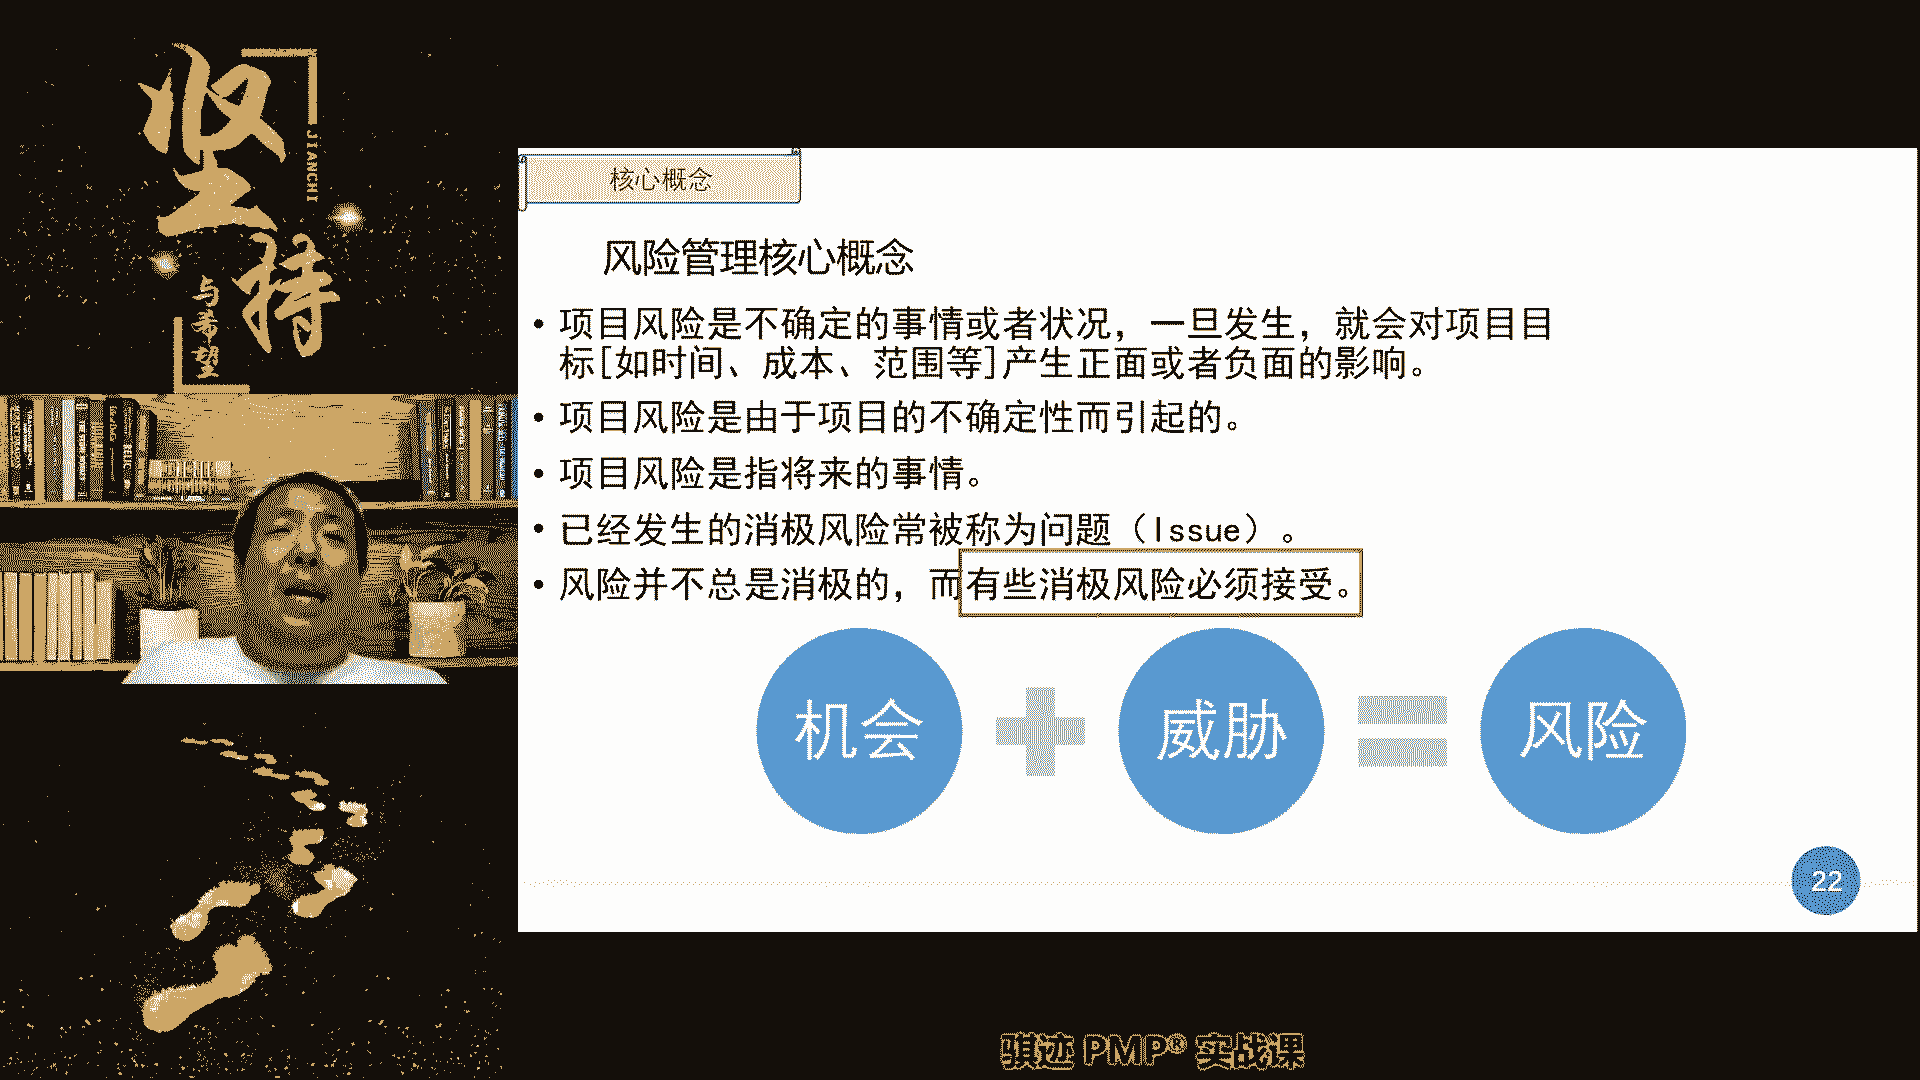 坚持
JIANCHI
与希望
核心概念
风险管理核心概念
• 项目风险是不确定的事情或者状况，一旦发生，就会对项目目
标[如时间、成本、范围等]产生正面或者负面的影响。
• 项目风险是由于项目的不确定性而引起的。
• 项目风险是指将来的事情。
• 已经发生的消极风险常被称为问题（Issue）。
• 风险并不总是消极的，而有些消极风险必须接受。
机会
威胁
风险
22
骐迹 PMP® 实战课